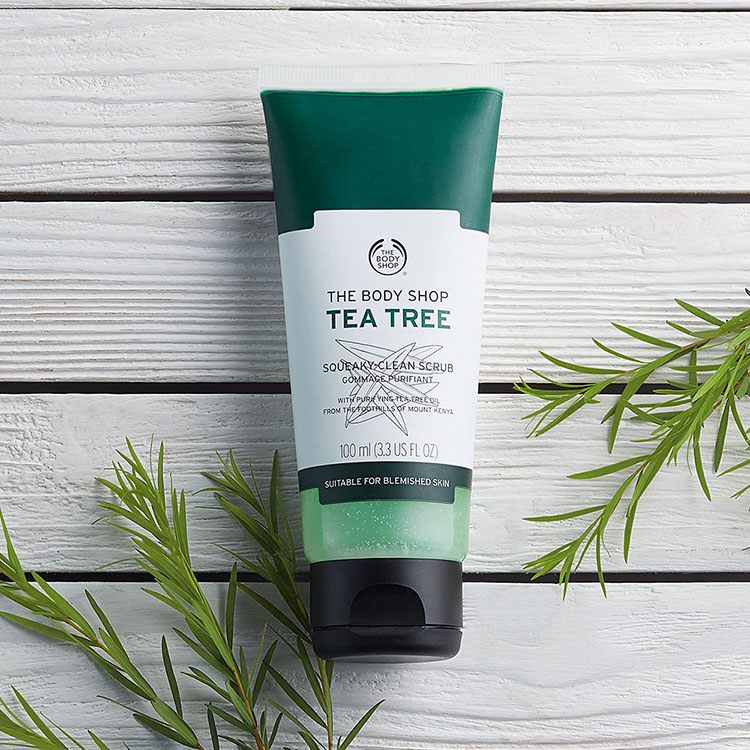 THE
BODY
SHOP
THE BODY SHOP
TEA TREE
SQUEAKY-CLEAN SCRUB
GOMMAGE PURIFIANT
WITH PURIFYING TEA TREE OIL
FROM THE FOOTHILLS OF MOUNT KENYA
100 ml (3.3 US FL OZ)
SUITABLE FOR BLEMISHED SKIN